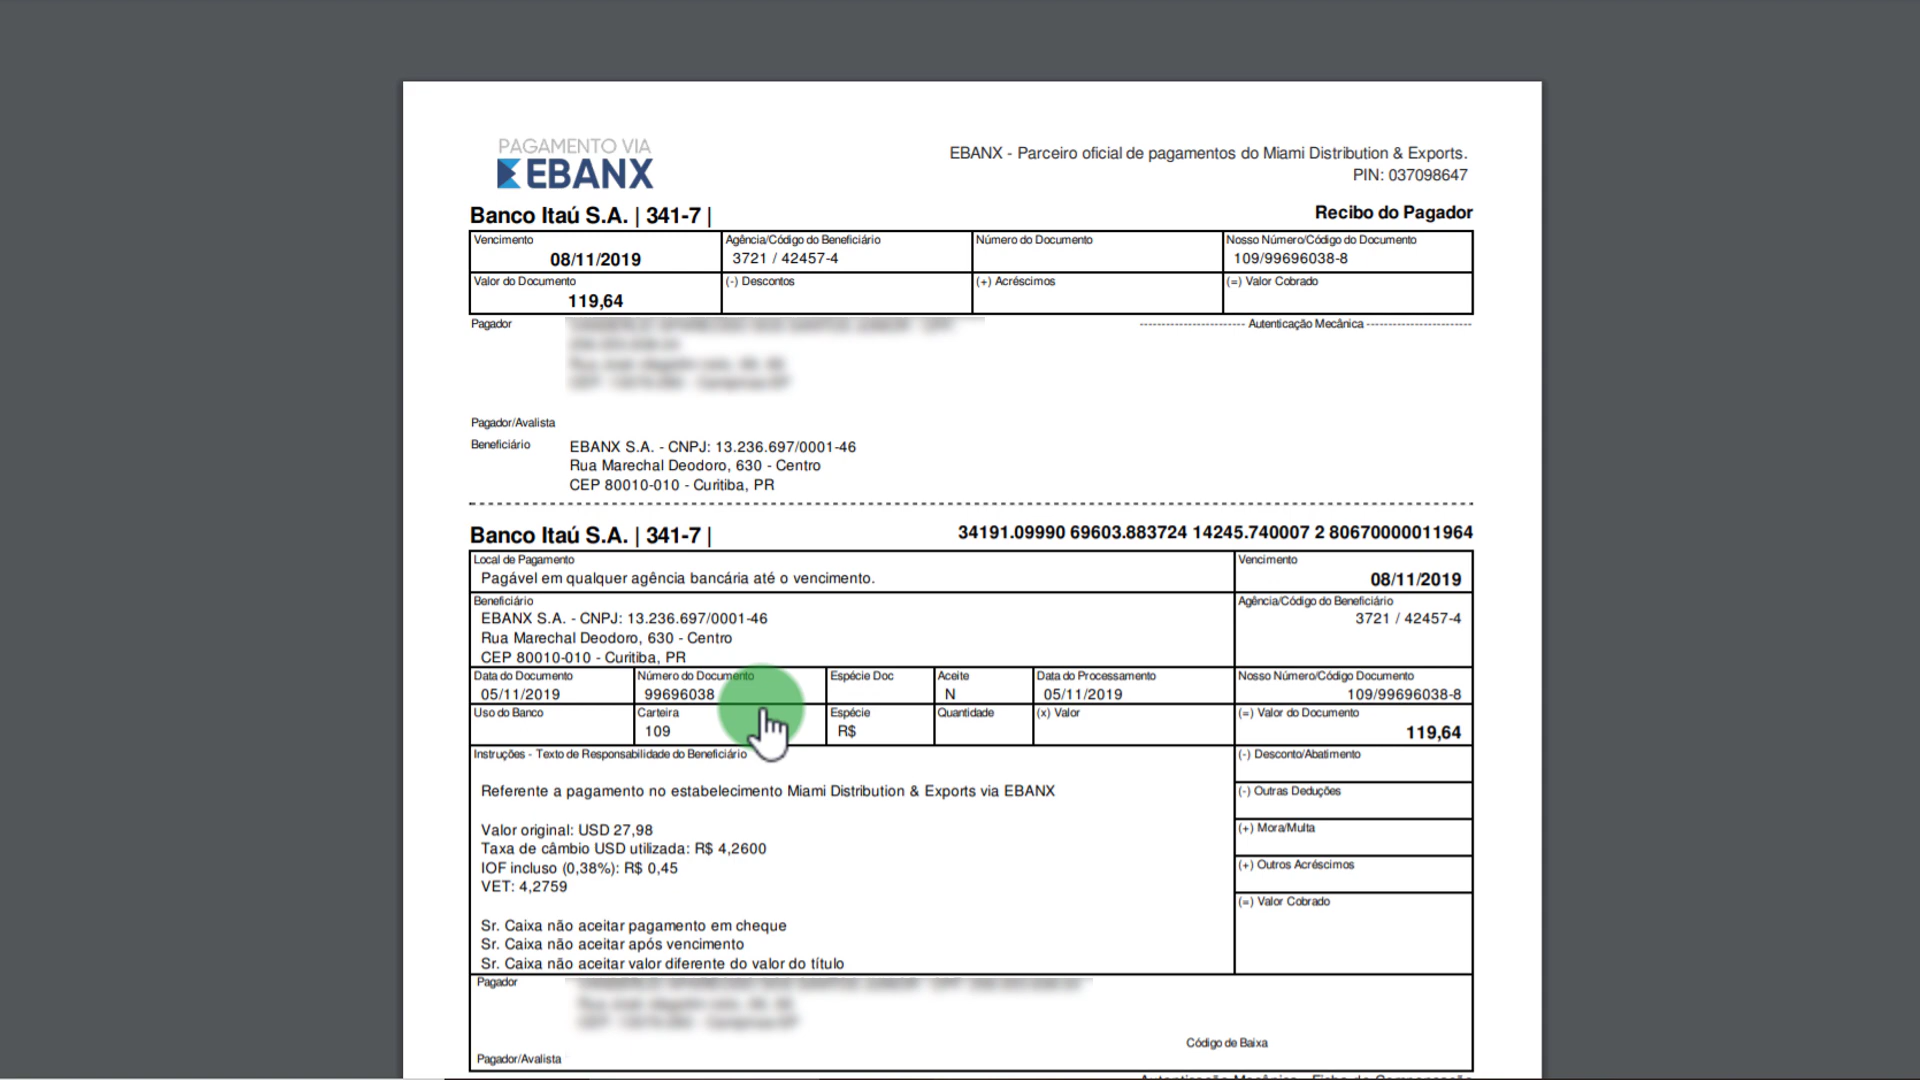 PAGAMENTO VIA
EBANX
EBANX - Parceiro oficial de pagamentos do Miami Distribution & Exports.
PIN: 037098647
Banco Itaú S.A. | 341-7 |
Recibo do Pagador
Vencimento
08/11/2019
Agência/Código do Beneficiário
3721 / 42457-4
Número do Documento
Nosso Número/Código do Documento
109/99696038-8
Valor do Documento
119,64
(-) Descontos
(+) Acréscimos
(=) Valor Cobrado
Pagador
Autenticação Mecânica
Pagador/Avalista
Beneficiário
EBANX S.A. - CNPJ: 13.236.697/0001-46
Rua Marechal Deodoro, 630 - Centro
CEP 80010-010 - Curitiba, PR
Banco Itaú S.A. | 341-7 |
34191.09990 69603.883724 14245.740007 2 80670000011964
Local de Pagamento
Pagável em qualquer agência bancária até o vencimento.
Vencimento
08/11/2019
Beneficiário
EBANX S.A. - CNPJ: 13.236.697/0001-46
Rua Marechal Deodoro, 630 - Centro
CEP 80010-010 - Curitiba, PR
Agência/Código do Beneficiário
3721 / 42457-4
Data do Documento
05/11/2019
Número do Documento
99696038
Espécie Doc
Aceite
N
Data do Processamento
05/11/2019
Nosso Número/Código Documento
109/99696038-8
Uso do Banco
Carteira
109
Espécie
R$
Quantidade
(x) Valor
(=) Valor do Documento
119,64
Instruções - Texto de Responsabilidade do Beneficiário
Referente a pagamento no estabelecimento Miami Distribution & Exports via EBANX
Valor original: USD 27,98
Taxa de câmbio USD utilizada: R$ 4,2600
IOF incluso (0,38%): R$ 0,45
VET: 4,2759
Sr. Caixa não aceitar pagamento em cheque
Sr. Caixa não aceitar após vencimento
Sr. Caixa não aceitar valor diferente do valor do título
(-) Desconto/Abatimento
(-) Outras Deduções
(+) Mora/Multa
(+) Outros Acréscimos
(=) Valor Cobrado
Pagador
Código de Baixa
Pagador/Avalista